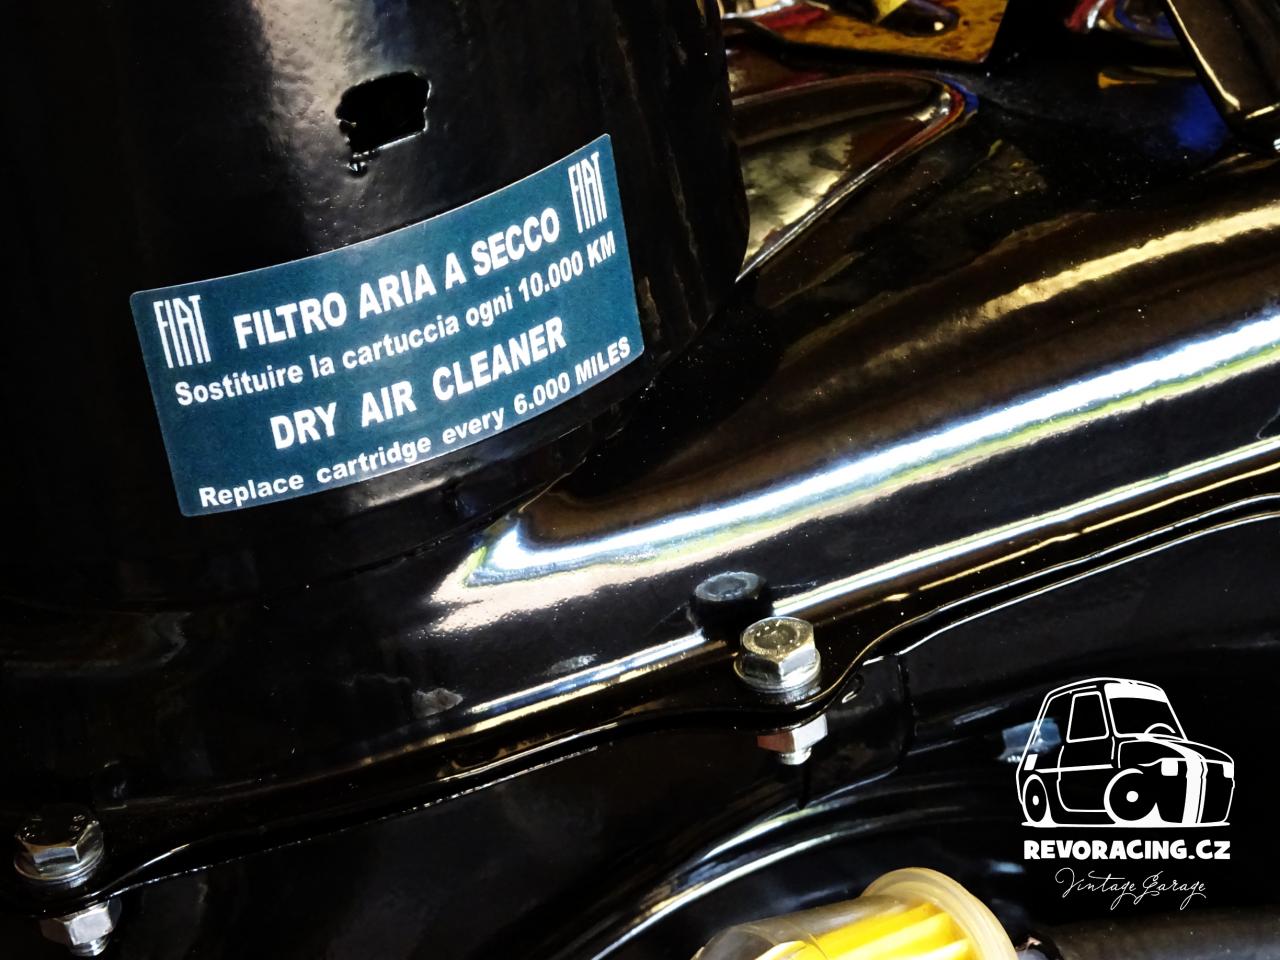 FIAT FILTRO ARIA A SECCO FIAT
Sostituire la cartuccia ogni 10.000 KM
DRY AIR CLEANER
Replace cartridge every 6.000 MILES
REVORACING.CZ
Vintage Garage